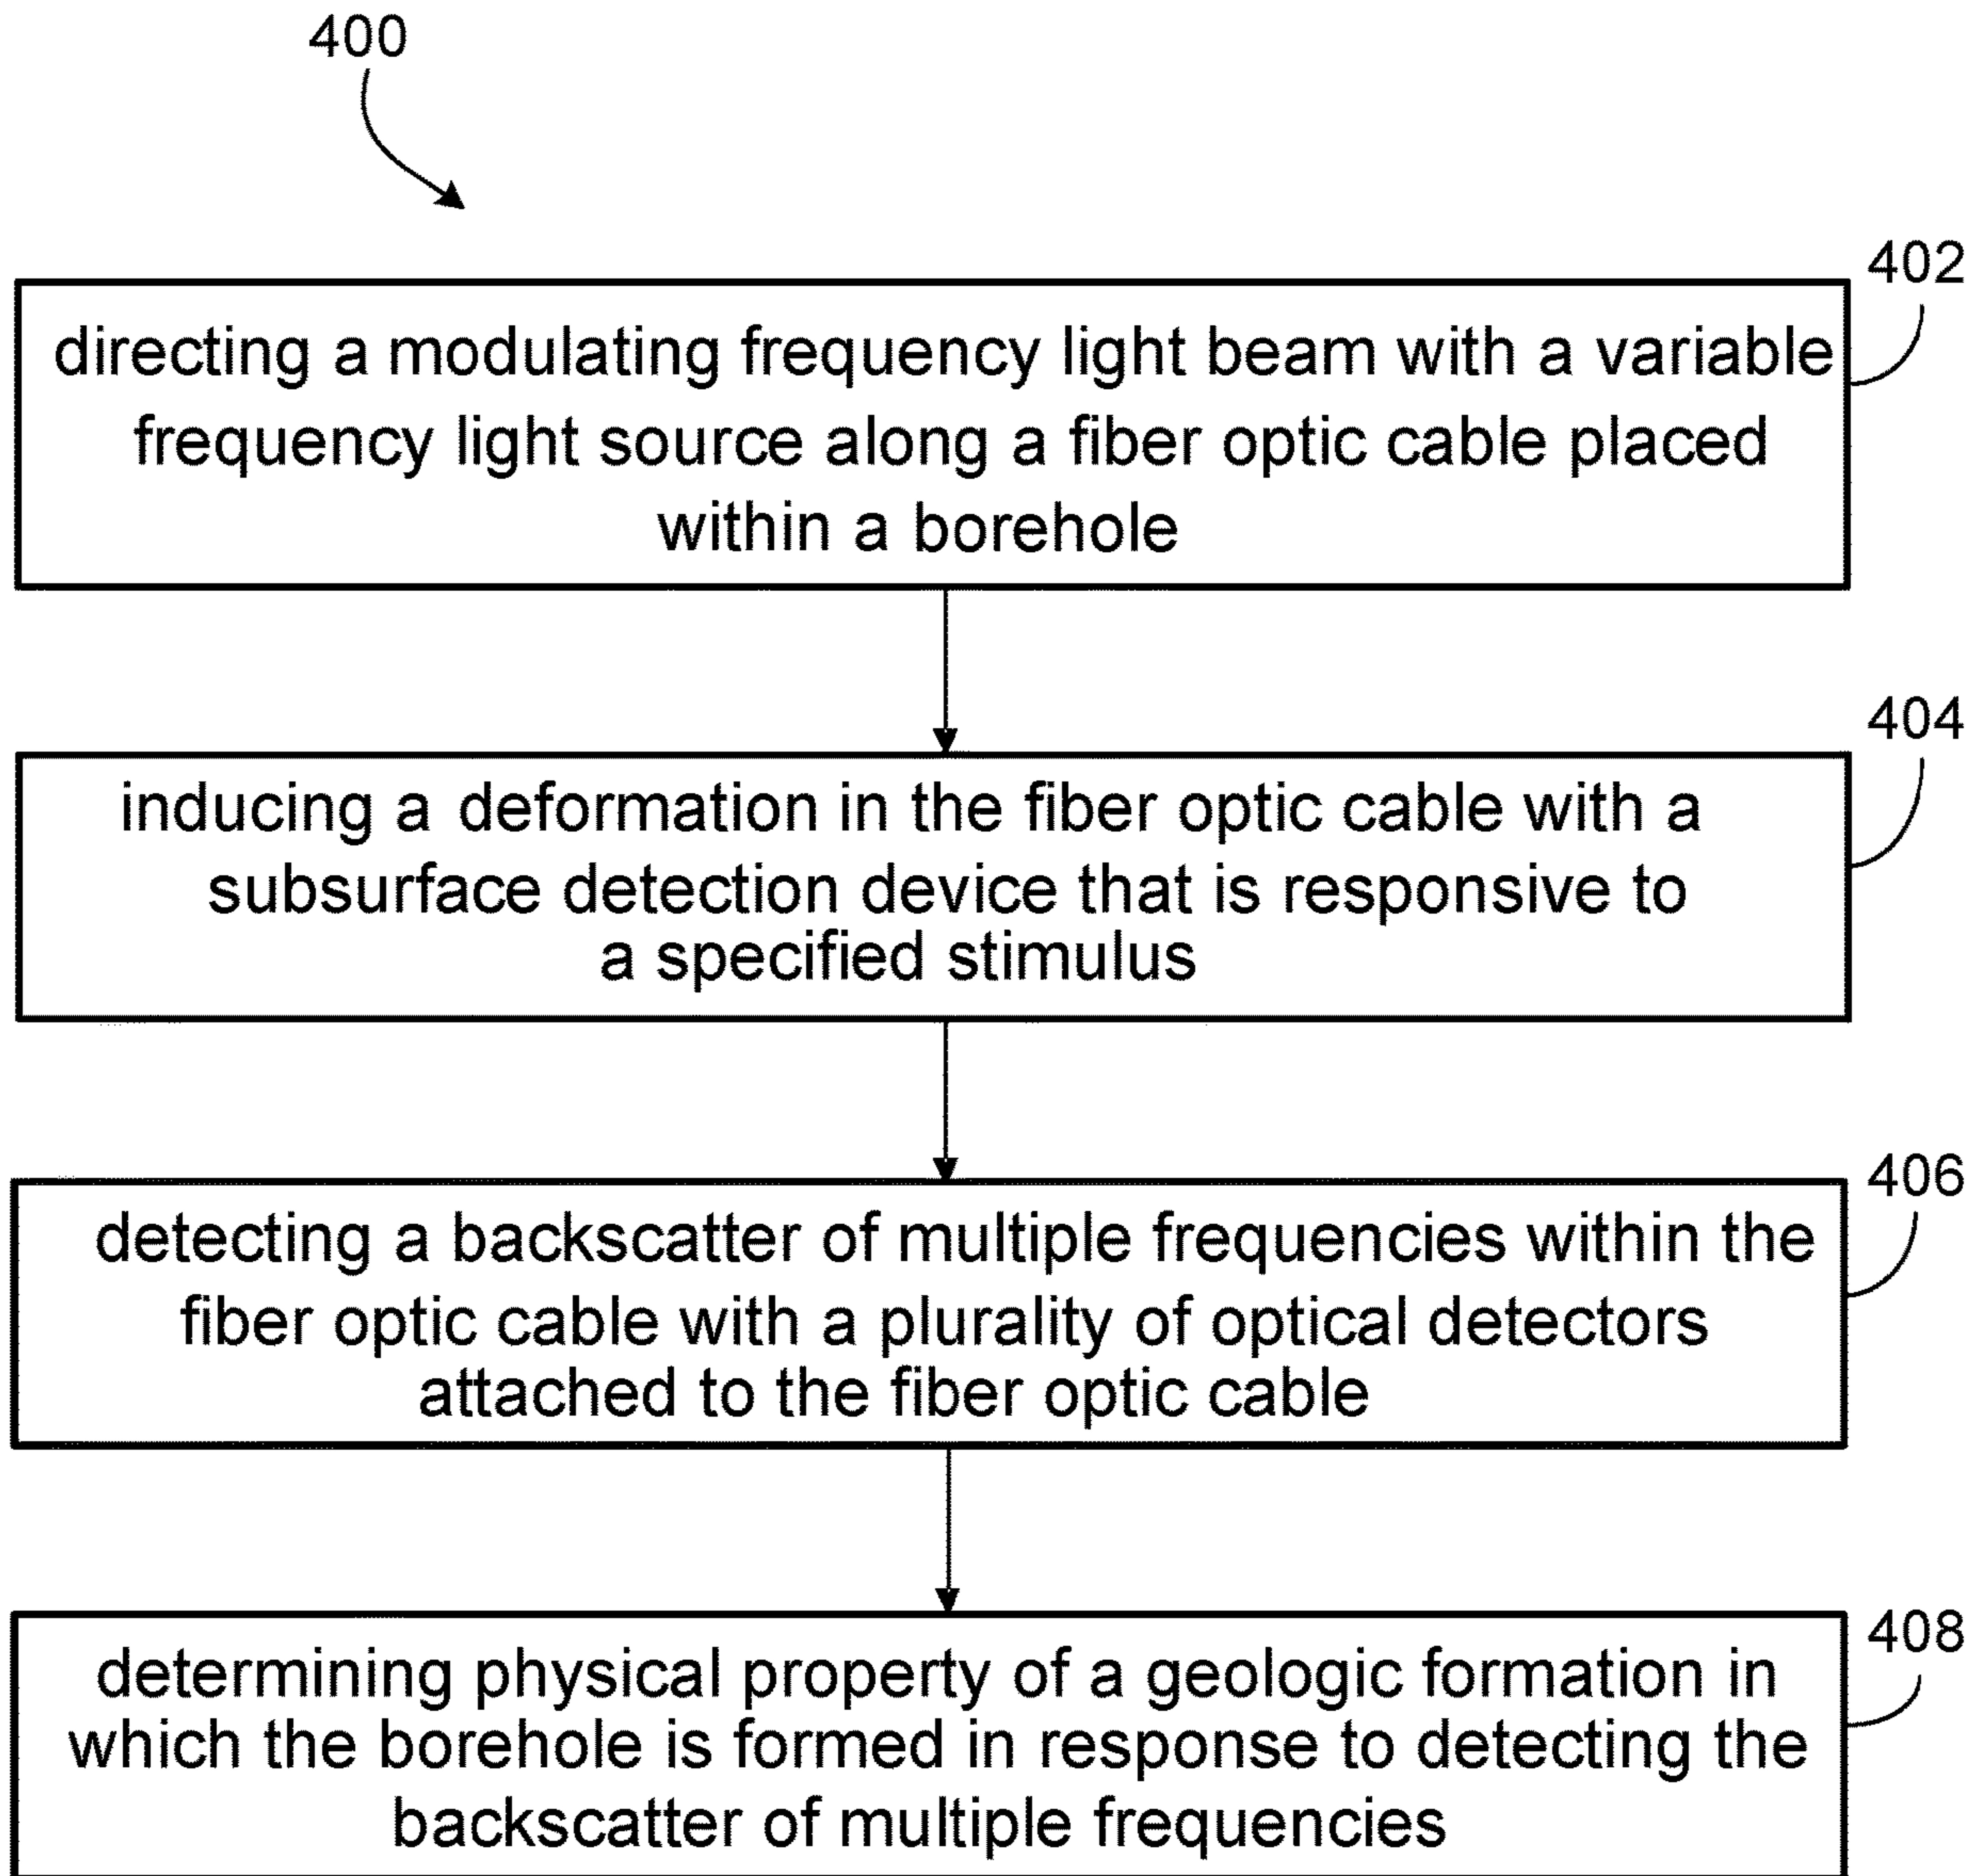 400
402
directing a modulating frequency light beam with a variable
frequency light source along a fiber optic cable placed
within a borehole
404
inducing a deformation in the fiber optic cable with a
subsurface detection device that is responsive to
a specified stimulus
406
detecting a backscatter of multiple frequencies within the
fiber optic cable with a plurality of optical detectors
attached to the fiber optic cable
408
determining physical property of a geologic formation in
which the borehole is formed in response to detecting the
backscatter of multiple frequencies